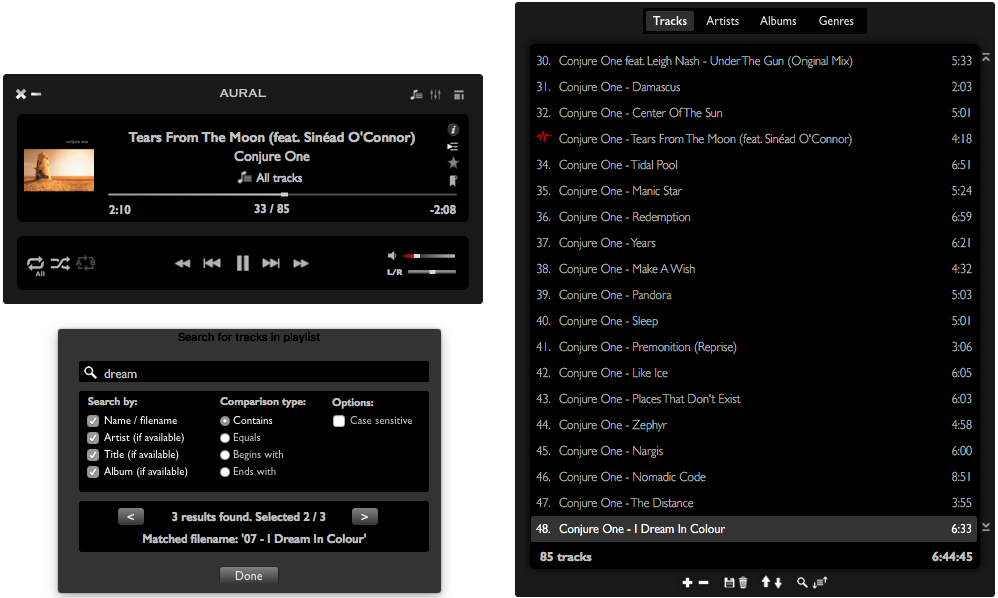 AURAL
conjure one
Tears From The Moon (feat. Sinéad O'Connor)
Conjure One
All tracks
2:10 33 / 85 -2:08
All A B
L/R
Search for tracks in playlist
dream
Search by: Comparison type: Options:
Name / filename Contains Case sensitive
Artist (if available) Equals
Title (if available) Begins with
Album (if available) Ends with
< 3 results found. Selected 2 / 3 >
Matched filename: '07 - I Dream In Colour'
Done
Tracks Artists Albums Genres
30. Conjure One feat. Leigh Nash - Under The Gun (Original Mix) 5:33
31. Conjure One - Damascus 2:03
32. Conjure One - Center Of The Sun 5:01
Conjure One - Tears From The Moon (feat. Sinéad O'Connor) 4:18
34. Conjure One - Tidal Pool 6:51
35. Conjure One - Manic Star 5:24
36. Conjure One - Redemption 6:59
37. Conjure One - Years 6:21
38. Conjure One - Make A Wish 4:32
39. Conjure One - Pandora 5:03
40. Conjure One - Sleep 5:01
41. Conjure One - Premonition (Reprise) 3:06
42. Conjure One - Like Ice 6:05
43. Conjure One - Places That Don't Exist 6:03
44. Conjure One - Zephyr 4:58
45. Conjure One - Nargis 6:00
46. Conjure One - Nomadic Code 8:51
47. Conjure One - The Distance 3:55
48. Conjure One - I Dream In Colour 6:33
85 tracks 6:44:45